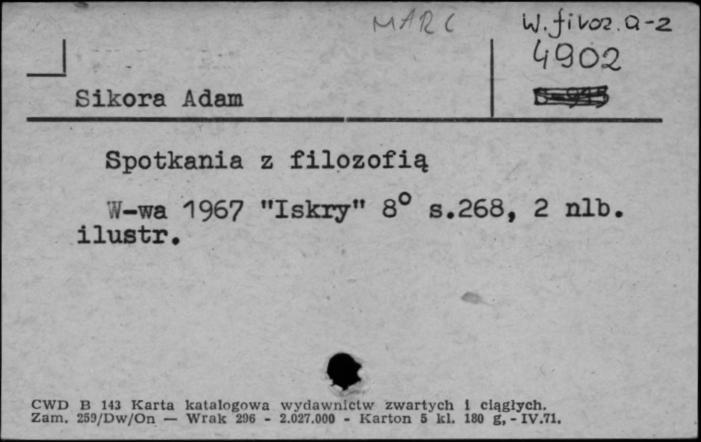 MARC
W. filoz. a-z
4902
Sikora Adam
Spotkania z filozofią
W-wa 1967 "Iskry" 8° s.268, 2 nlb.
ilustr.
CWD B 143 Karta katalogowa wydawnictw zwartych i ciągłych.
Zam. 259/Dw/On — Wrak 296 - 2.027.000 - Karton 5 kl. 180 g, - IV.71.